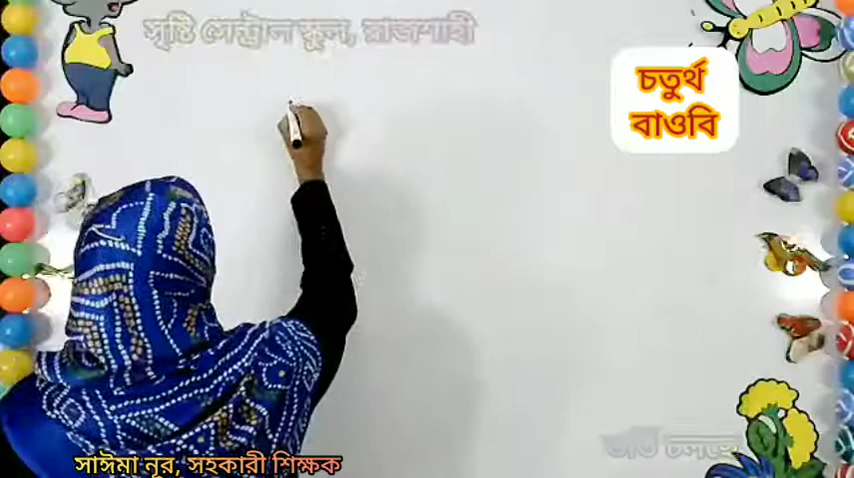 সৃষ্টি সেন্ট্রাল স্কুল, রাজশাহী
চতুর্থ
বাওবি
সাঈমা নূর, সহকারী শিক্ষক